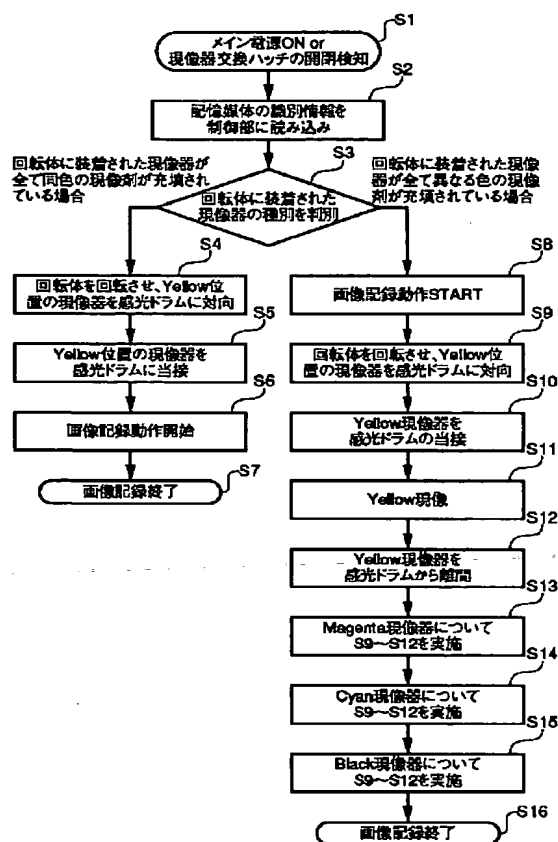 S1
メイン電源ON or
現像器交換ハッチの開閉検知
S2
記憶媒体の識別情報を
制御部に読み込み
回転体に装着された現像器が
全て同色の現像剤が充填され
ている場合
S3
回転体に装着された
現像器の種別を判別
回転体に装着された現像
器が全て異なる色の現像
剤が充填されている場合
S4
回転体を回転させ、Yellow位
置の現像器を感光ドラムに対向
S5
Yellow位置の現像器を
感光ドラムに当接
S6
画像記録動作開始
S7
画像記録終了
S8
画像記録動作START
S9
回転体を回転させ、Yellow位
置の現像器を感光ドラムに対向
S10
Yellow現像器を
感光ドラムの当接
S11
Yellow現像
S12
Yellow現像器を
感光ドラムから離間
S13
Magenta現像器について
S9～S12を実施
S14
Cyan現像器について
S9～S12を実施
S15
Black現像器について
S9～S12を実施
S16
画像記録終了